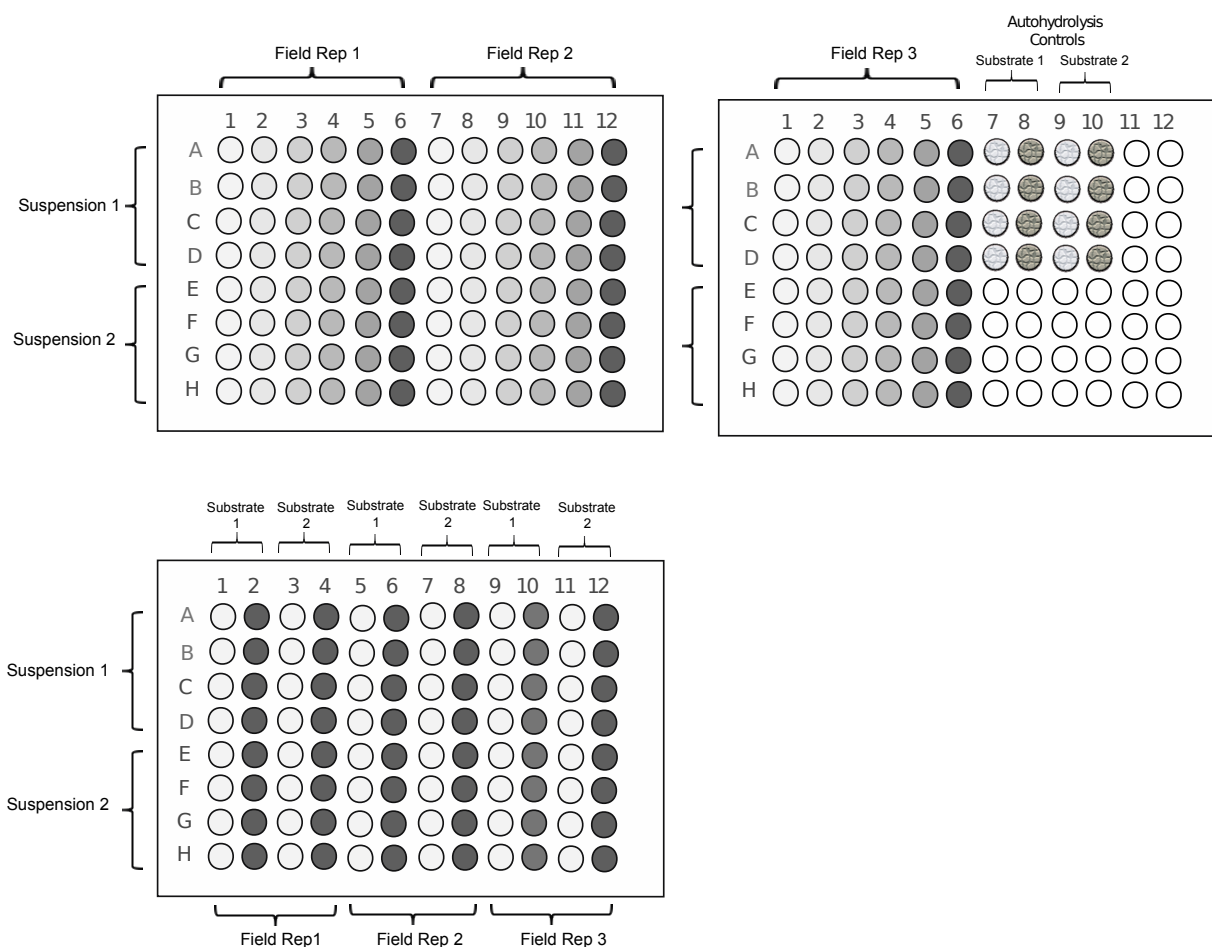 Field Rep 1
Field Rep 2
1 2 3 4 5 6 7 8 9 10 11 12
A
B
C
D
E
F
G
H
Suspension 1
Suspension 2
Autohydrolysis
Controls
Field Rep 3
Substrate 1
Substrate 2
1 2 3 4 5 6 7 8 9 10 11 12
A
B
C
D
E
F
G
H
Substrate
1
Substrate
2
Substrate
1
Substrate
2
Substrate
1
Substrate
2
1 2 3 4 5 6 7 8 9 10 11 12
A
B
C
D
E
F
G
H
Suspension 1
Suspension 2
Field Rep1
Field Rep 2
Field Rep 3